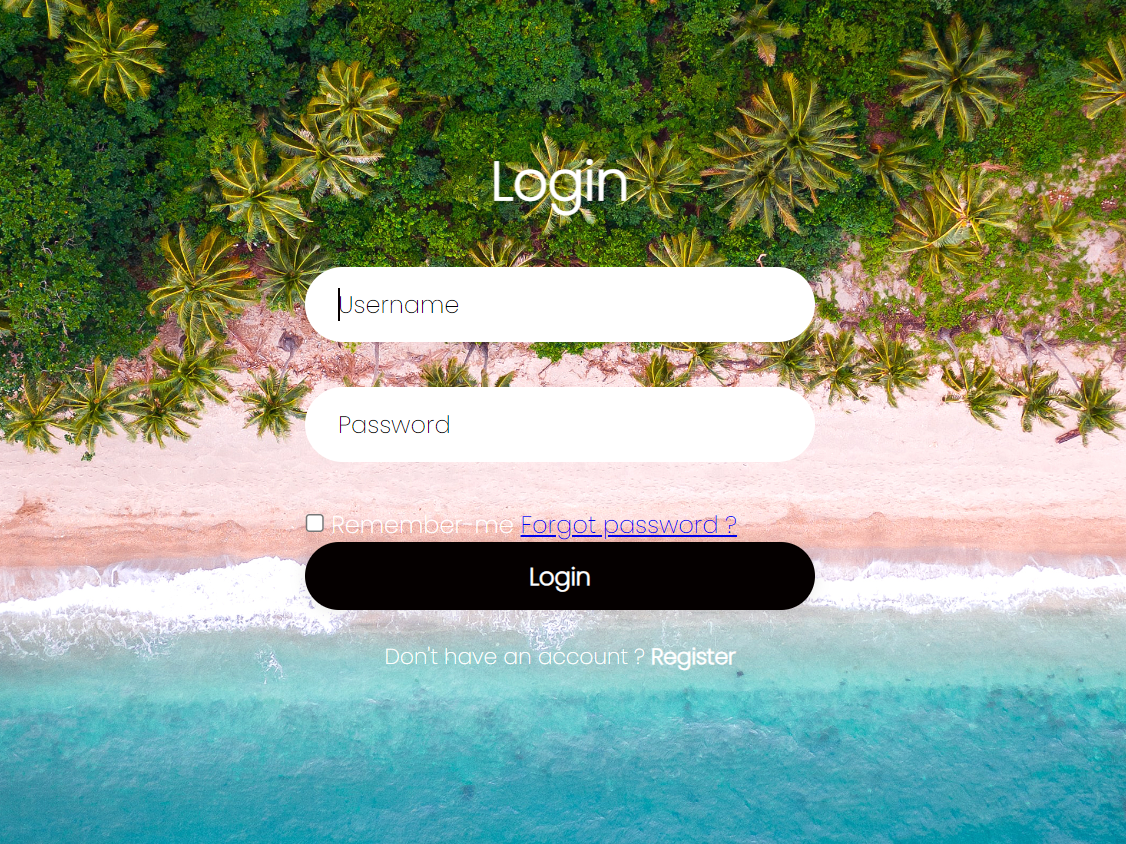 Login
Username
Password
Remember-me Forgot password ?
Login
Don't have an account ? Register